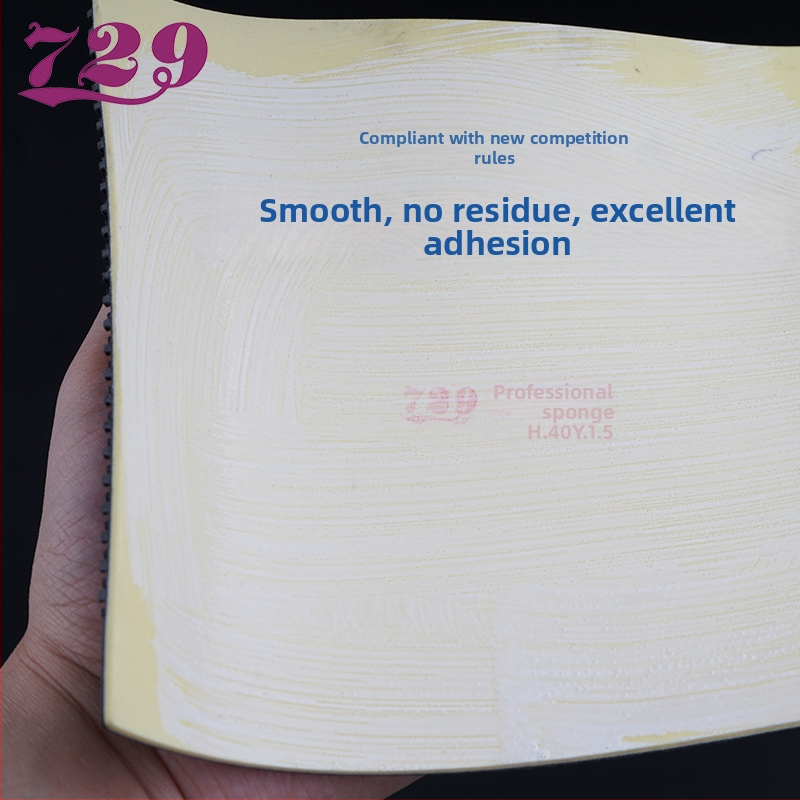 729
Compliant with new competition
rules
Smooth, no residue, excellent
adhesion
729 Professional
sponge
H.40Y.1.5